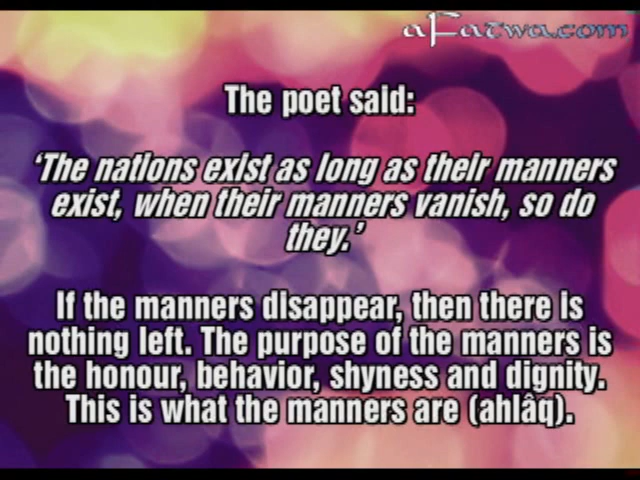 aFatwa.com
The poet said:
‘The nations exist as long as their manners
exist, when their manners vanish, so do
they.’
If the manners disappear, then there is
nothing left. The purpose of the manners is
the honour, behavior, shyness and dignity.
This is what the manners are (ahlâq).